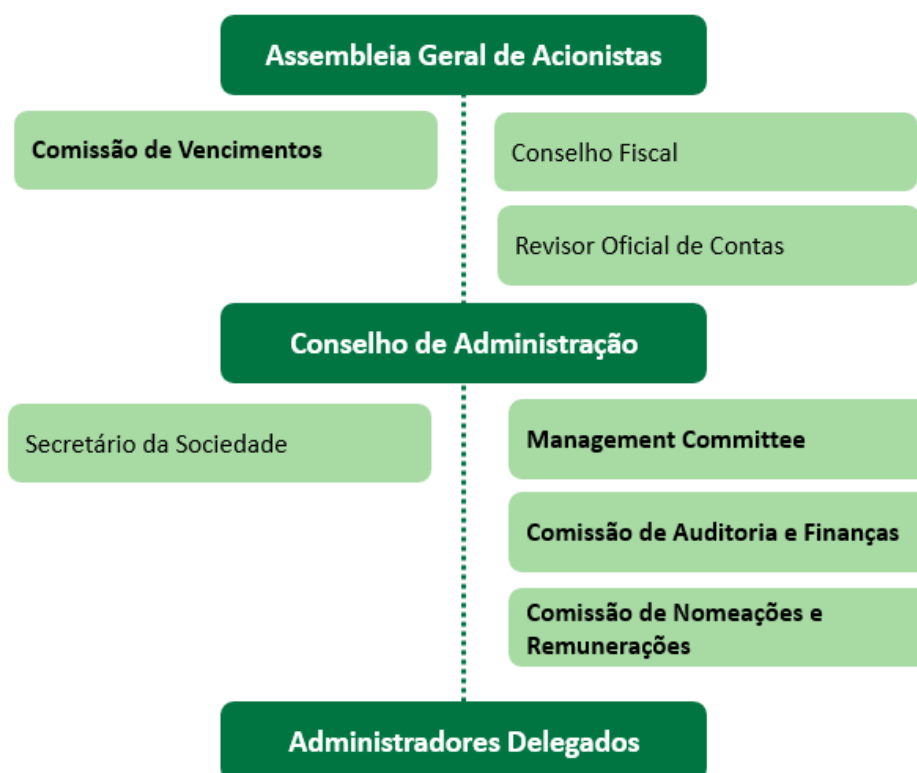 Assembleia Geral de Acionistas
Comissão de Vencimentos
Conselho Fiscal
Revisor Oficial de Contas
Conselho de Administração
Secretário da Sociedade
Management Committee
Comissão de Auditoria e Finanças
Comissão de Nomeações e
Remunerações
Administradores Delegados